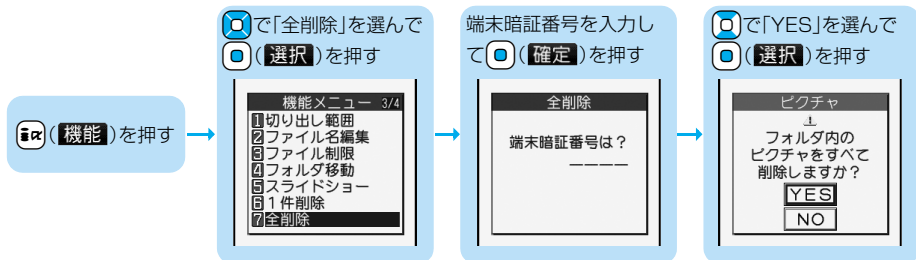 iα(機能)を押す
で「全削除」を選んで
(選択)を押す
機能メニュー 3/4
1切り出し範囲
2ファイル名編集
3ファイル制限
4フォルダ移動
5スライドショー
6１件削除
7全削除
端末暗証番号を入力し
て(確定)を押す
全削除
端末暗証番号は？
____
で「YES」を選んで
(選択)を押す
ピクチャ
フォルダ内の
ピクチャをすべて
削除しますか？
YES
NO